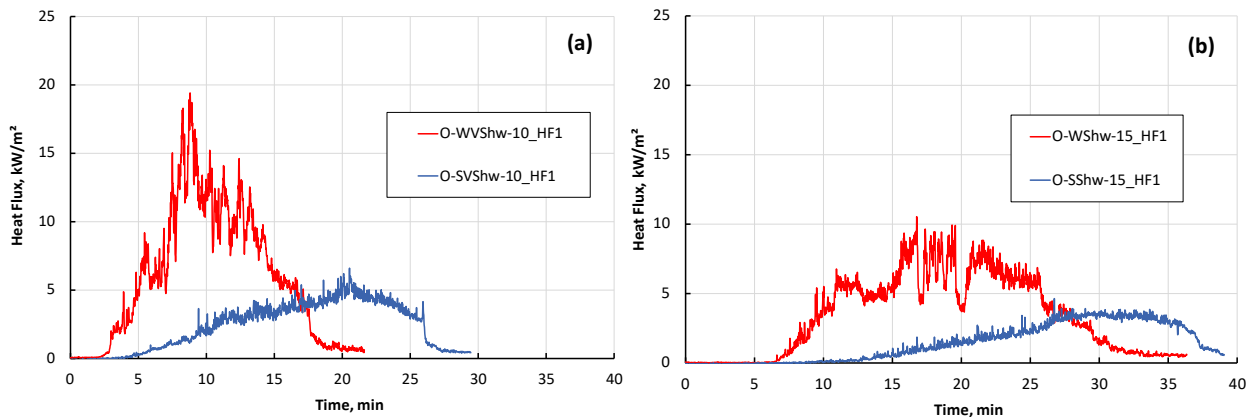 25
20
15
10
5
0
Heat Flux, kW/m²
(a)
O-WVShw-10_HF1
O-SVShw-10_HF1
0 5 10 15 20 25 30 35 40
Time, min
25
20
15
10
5
0
Heat Flux, kW/m²
(b)
O-WShw-15_HF1
O-SShw-15_HF1
0 5 10 15 20 25 30 35 40
Time, min